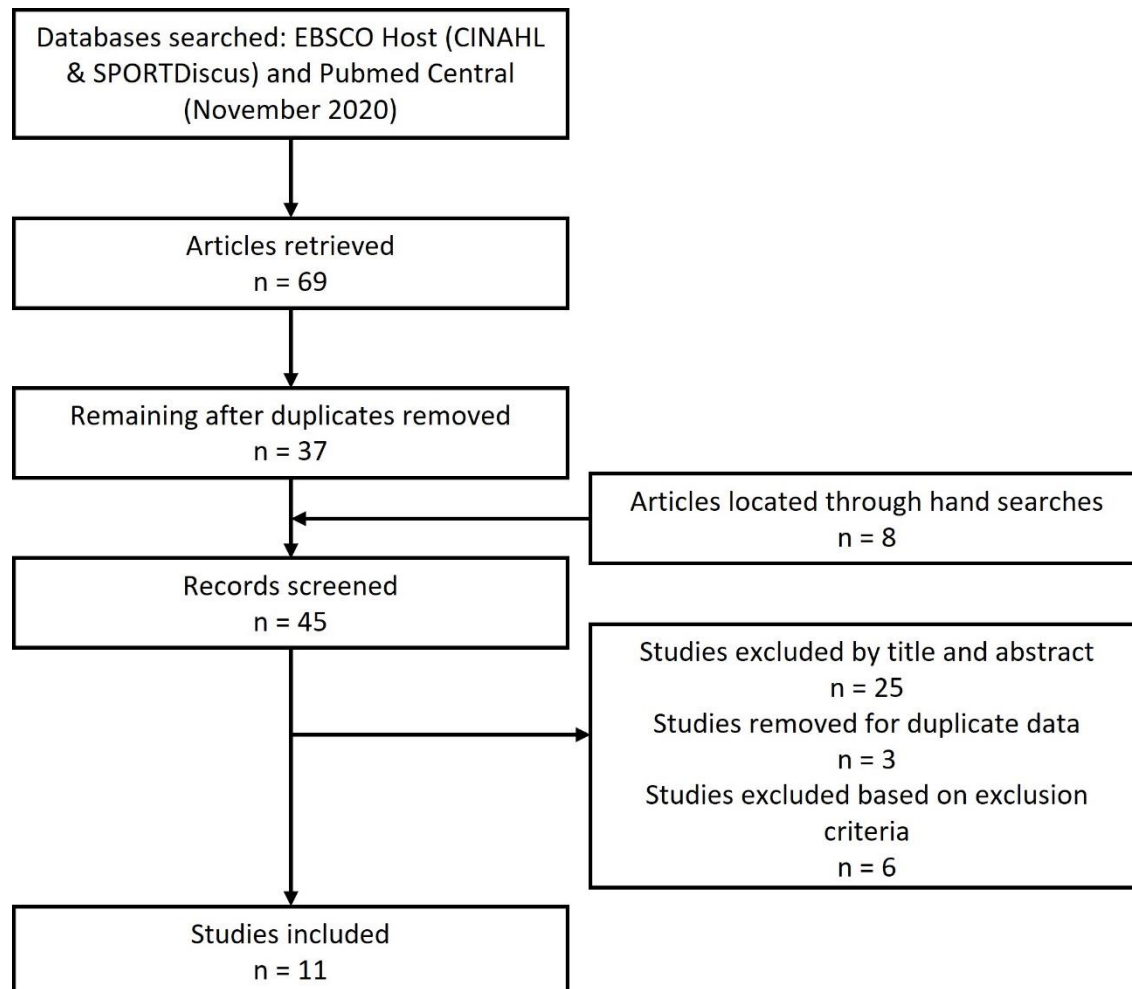 Databases searched: EBSCO Host (CINAHL
& SPORTDiscus) and Pubmed Central
(November 2020)
Articles retrieved
n = 69
Remaining after duplicates removed
n = 37
Articles located through hand searches
n = 8
Records screened
n = 45
Studies excluded by title and abstract
n = 25
Studies removed for duplicate data
n = 3
Studies excluded based on exclusion
criteria
n = 6
Studies included
n = 11